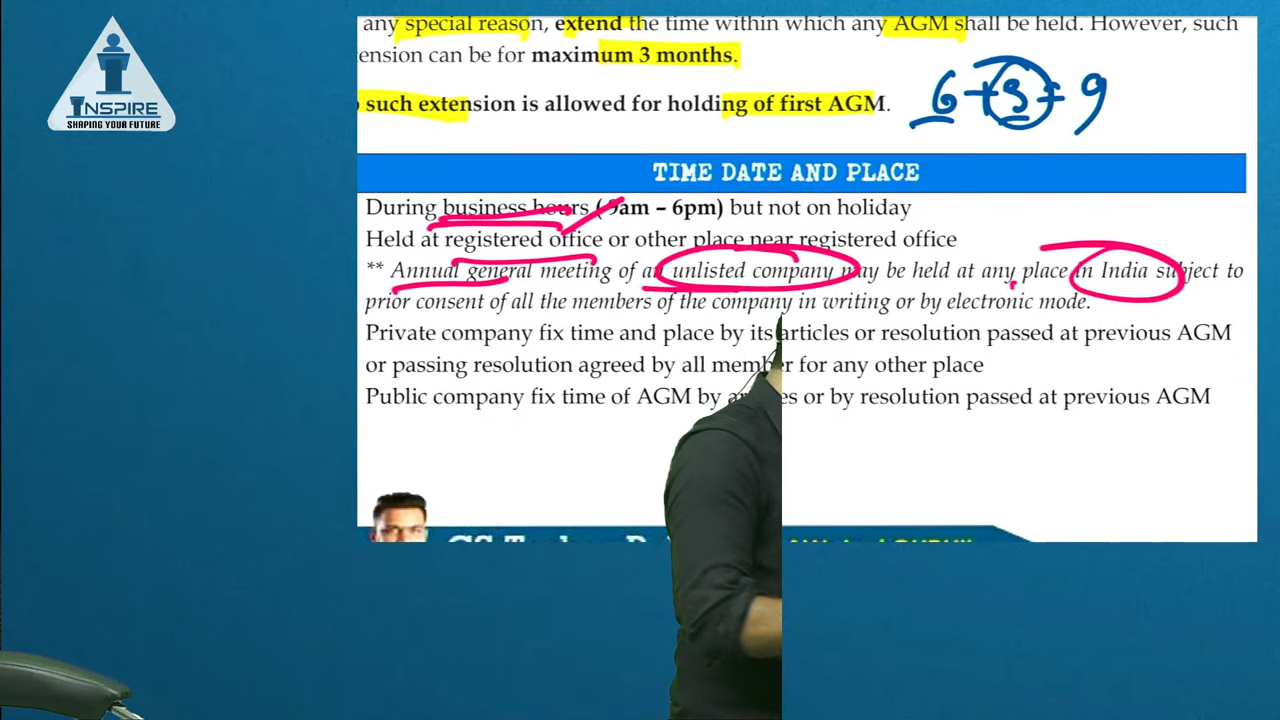 INSPIRE
SHAPING YOUR FUTURE
any special reason, extend the time within which any AGM shall be held. However, such
ension can be for maximum 3 months.
such extension is allowed for holding of first AGM.
6 + 3 = 9
TIME DATE AND PLACE
During business hours ( 9am – 6pm) but not on holiday
Held at registered office or other place near registered office
** Annual general meeting of an unlisted company may be held at any place in India subject to
prior consent of all the members of the company in writing or by electronic mode.
Private company fix time and place by its articles or resolution passed at previous AGM
or passing resolution agreed by all member for any other place
Public company fix time of AGM by articles or by resolution passed at previous AGM